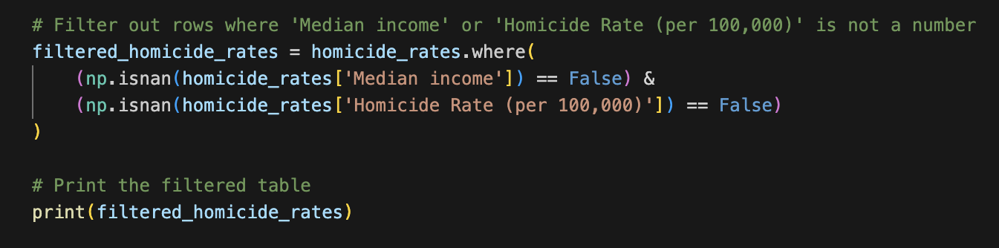 # Filter out rows where 'Median income' or 'Homicide Rate (per 100,000)' is not a number
filtered_homicide_rates = homicide_rates.where(
    (np.isnan(homicide_rates['Median income']) == False) &
    (np.isnan(homicide_rates['Homicide Rate (per 100,000)']) == False)
)
# Print the filtered table
print(filtered_homicide_rates)